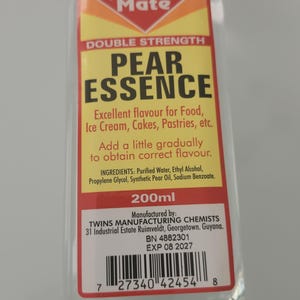 Mate
DOUBLE STRENGTH
PEAR
ESSENCE
Excellent flavour for Food,
Ice Cream, Cakes, Pastries, etc.
Add a little gradually
to obtain correct flavour.
INGREDIENTS: Purified Water, Ethyl Alcohol,
Propylene Glycol, Synthetic Pear Oil, Sodium Benzoate.
200ml
Manufactured by:
TWINS MANUFACTURING CHEMISTS
31 Industrial Estate Ruimveldt, Georgetown, Guyana.
BN 4882301
EXP 08 2027
7 27340 42454 8